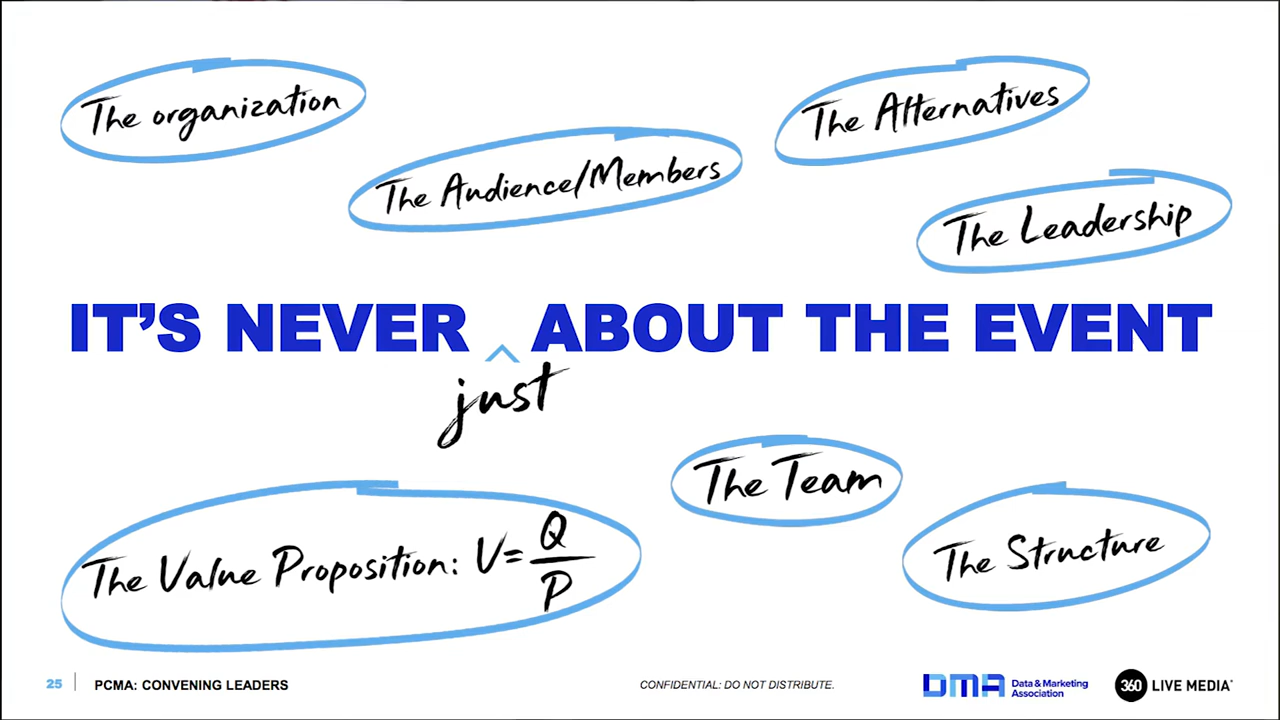 The organization
The Alternatives
The Audience/Members
The Leadership
IT'S NEVER ^ ABOUT THE EVENT
just
The Team
The Value Proposition: V= Q
P
The Structure
25 | PCMA: CONVENING LEADERS
CONFIDENTIAL: DO NOT DISTRIBUTE.
DMA Data & Marketing
Association
360 LIVE MEDIA